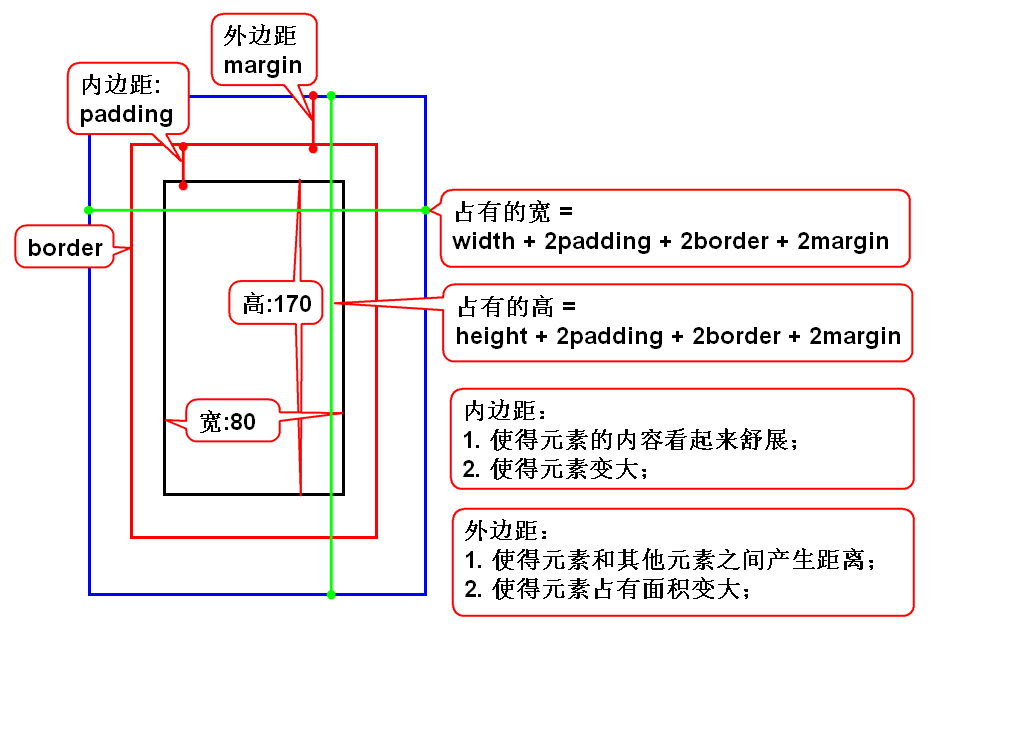 外边距
margin
内边距:
padding
占有的宽 =
width + 2padding + 2border + 2margin
border
高:170
占有的高 =
height + 2padding + 2border + 2margin
宽:80
内边距：
1. 使得元素的内容看起来舒展；
2. 使得元素变大；
外边距：
1. 使得元素和其他元素之间产生距离；
2. 使得元素占有面积变大；